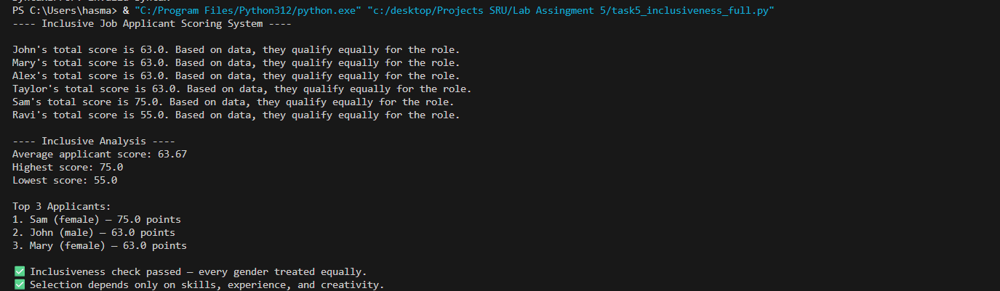 PS C:\Users\hasma> & "C:/Program Files/Python312/python.exe" "c:/desktop/Projects SRU/Lab Assingment 5/task5_inclusiveness_full.py"
---- Inclusive Job Applicant Scoring System ----
John's total score is 63.0. Based on data, they qualify equally for the role.
Mary's total score is 63.0. Based on data, they qualify equally for the role.
Alex's total score is 63.0. Based on data, they qualify equally for the role.
Taylor's total score is 63.0. Based on data, they qualify equally for the role.
Sam's total score is 75.0. Based on data, they qualify equally for the role.
Ravi's total score is 55.0. Based on data, they qualify equally for the role.
---- Inclusive Analysis ----
Average applicant score: 63.67
Highest score: 75.0
Lowest score: 55.0
Top 3 Applicants:
1. Sam (female) — 75.0 points
2. John (male) — 63.0 points
3. Mary (female) — 63.0 points
✅ Inclusiveness check passed — every gender treated equally.
✅ Selection depends only on skills, experience, and creativity.